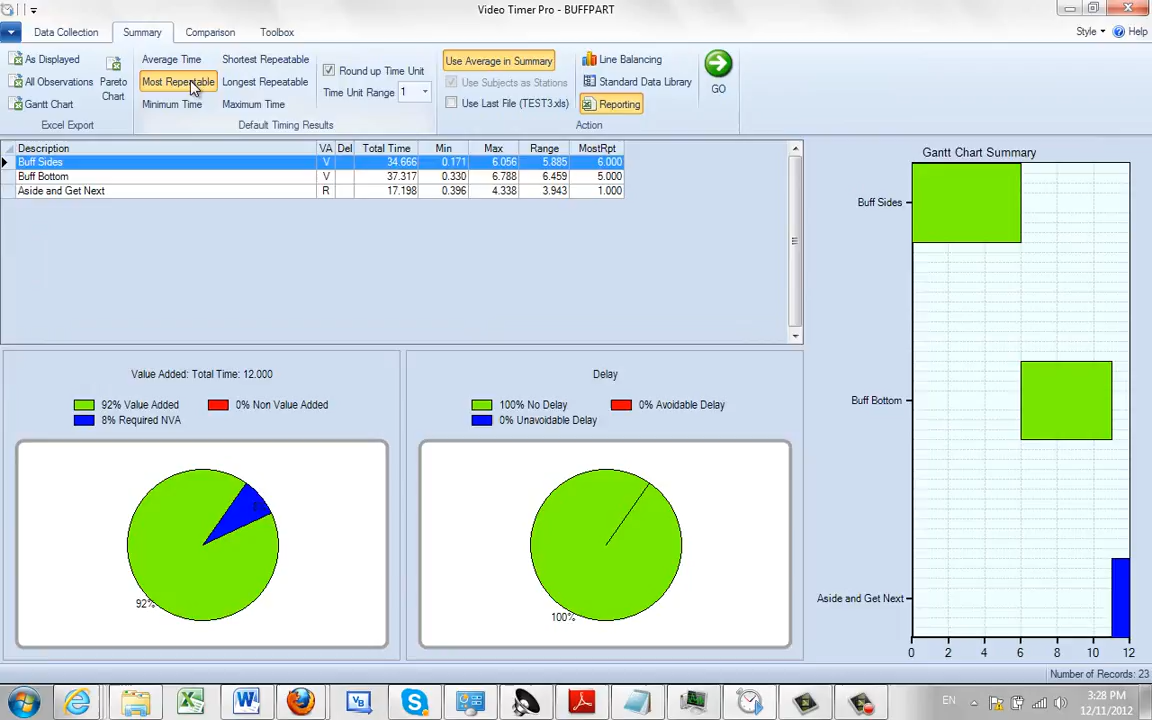 Video Timer Pro - BUFFPART
Data Collection Summary Comparison Toolbox Style Help
As Displayed Average Time Shortest Repeatable Use Average in Summary Line Balancing
All Observations Pareto Chart Most Repeatable Longest Repeatable Round up Time Unit Use Subjects as Stations Standard Data Library GO
Gantt Chart Minimum Time Maximum Time Time Unit Range 1 Use Last File (TEST3.xls) Reporting
Excel Export Default Timing Results Action
Description VA Del Total Time Min Max Range MostRpt
Buff Sides V 34.666 0.171 6.056 5.885 6.000
Buff Bottom V 37.317 0.330 6.788 6.459 5.000
Aside and Get Next R 17.198 0.396 4.338 3.943 1.000
Gantt Chart Summary
Buff Sides
Buff Bottom
Aside and Get Next
0 2 4 6 8 10 12
Value Added: Total Time: 12.000
92% Value Added 0% Non Value Added
8% Required NVA
92%
Delay
100% No Delay 0% Avoidable Delay
0% Unavoidable Delay
100%
Number of Records: 23
EN 3:28 PM
12/11/2012